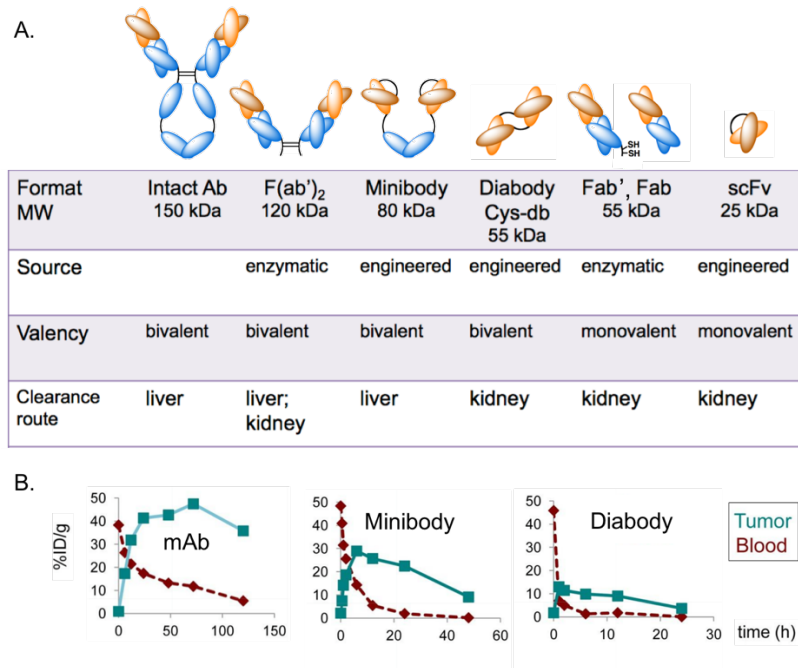 A.
SH
SH
Format Intact Ab F(ab')2 Minibody Diabody Fab', Fab scFv
MW 150 kDa 120 kDa 80 kDa Cys-db 55 kDa 25 kDa
55 kDa
Source enzymatic engineered engineered enzymatic engineered
Valency bivalent bivalent bivalent bivalent monovalent monovalent
Clearance liver liver; liver kidney kidney kidney
route kidney
B.
%ID/g
50
40
30
20
10
0
mAb
0 50 100 150
50
40
30
20
10
0
Minibody
0 20 40 60
50
40
30
20
10
0
Diabody
0 10 20 30
Tumor
Blood
time (h)